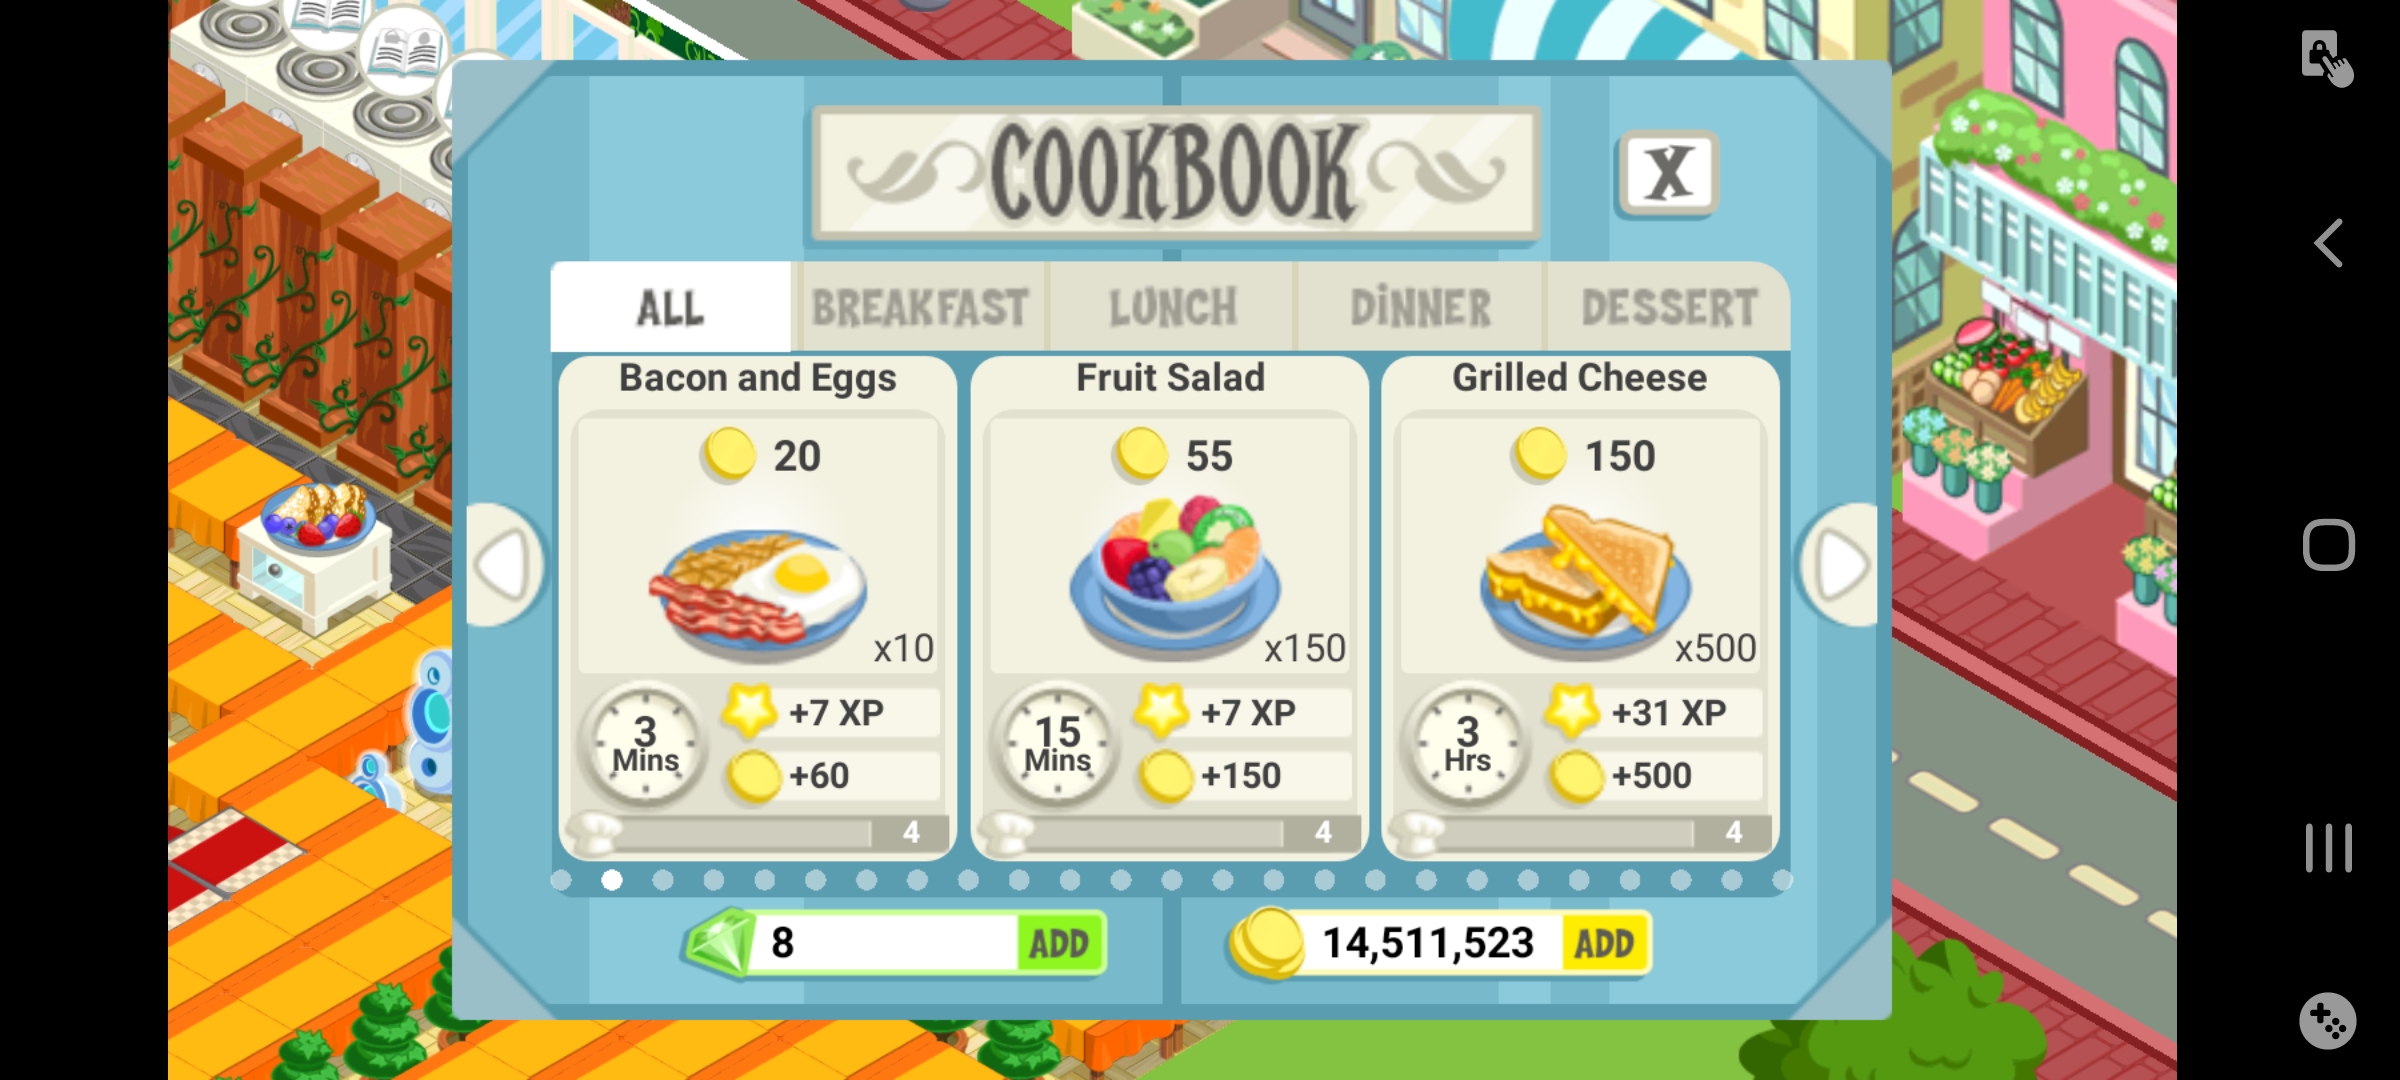 COOKBOOK
X
ALL BREAKFAST LUNCH DINNER DESSERT
Bacon and Eggs
20
x10
3 Mins
+7 XP
+60
4
Fruit Salad
55
x150
15 Mins
+7 XP
+150
4
Grilled Cheese
150
x500
3 Hrs
+31 XP
+500
4
8 ADD
14,511,523 ADD